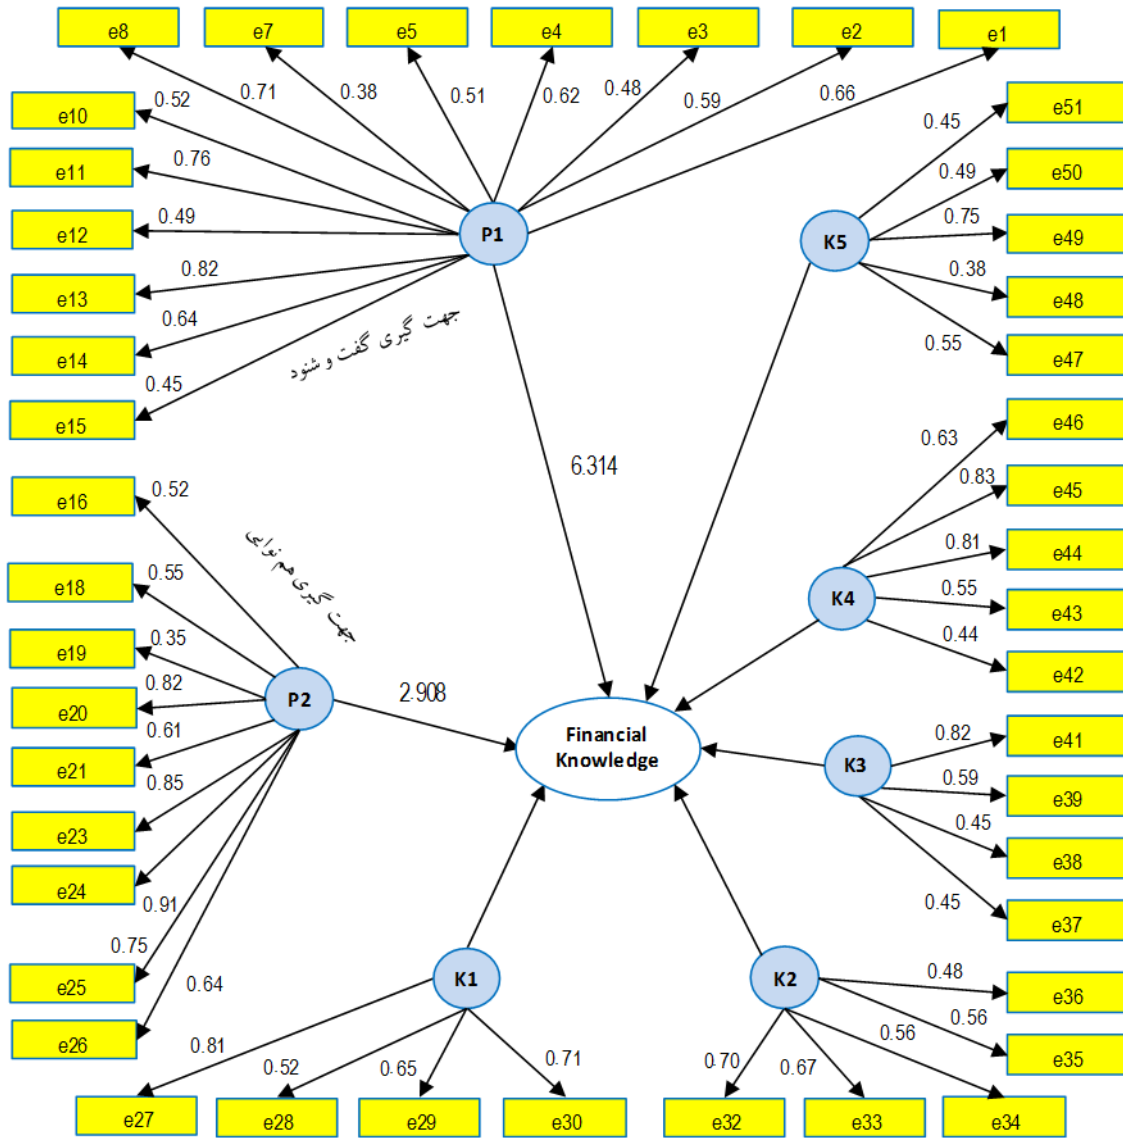 e8 e7 e5 e4 e3 e2 e1
0.71 0.38 0.51 0.62 0.48 0.59 0.66
e10 0.52
e11 0.76
e12 0.49
e13 0.82
e14 0.64
e15 0.45
P1
جهت گیری گفت و شنود
6.314
K5
e51 0.45
e50 0.49
e49 0.75
e48 0.38
e47 0.55
e46 0.63
e45 0.83
e44 0.81
e43 0.55
e42 0.44
K4
e16 0.52
جهت گیری هم نوایی
e18 0.55
e19 0.35
e20 0.82
e21 0.61
e23 0.85
e24
0.91
e25 0.75
e26 0.64
P2
2.908
Financial
Knowledge
K3
e41 0.82
e39 0.59
e38 0.45
e37 0.45
K1
0.81 0.52 0.65 0.71
e27 e28 e29 e30
K2
e36 0.48
e35 0.56
0.70 0.67 0.56
e32 e33 e34